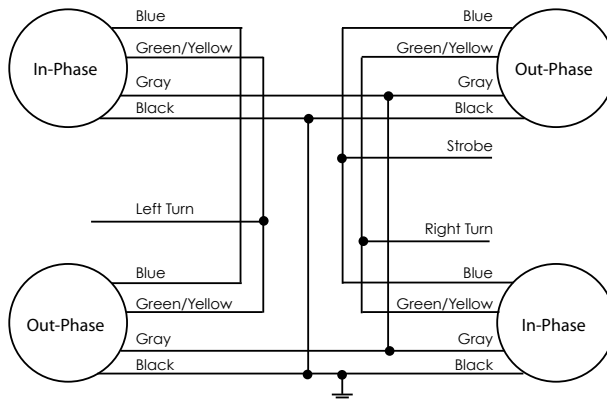 Blue
Blue
Green/Yellow
Green/Yellow
In-Phase
Out-Phase
Gray
Gray
Black
Black
Strobe
Left Turn
Right Turn
Blue
Blue
Green/Yellow
Green/Yellow
Out-Phase
In-Phase
Gray
Gray
Black
Black